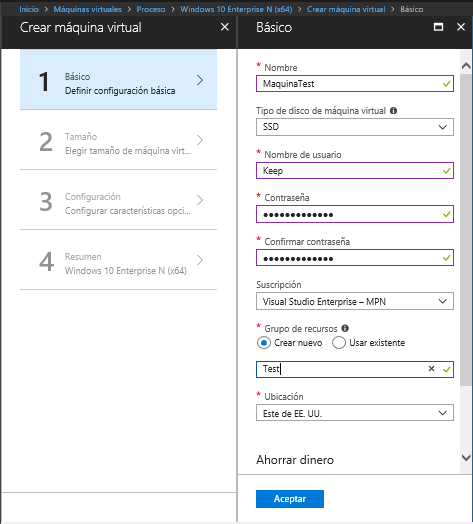 Inicio > Máquinas virtuales > Proceso > Windows 10 Enterprise N (x64) > Crear máquina virtual > Básico
Crear máquina virtual
1
Básico
Definir configuración básica
2
Tamaño
Elegir tamaño de máquina virt...
3
Configuración
Configurar características opci...
4
Resumen
Windows 10 Enterprise N (x64)
Básico
* Nombre
MaquinaTest
Tipo de disco de máquina virtual
SSD
* Nombre de usuario
Keep
* Contraseña
•••••••••••••
* Confirmar contraseña
•••••••••••••
Suscripción
Visual Studio Enterprise – MPN
* Grupo de recursos
Crear nuevo Usar existente
Test
* Ubicación
Este de EE. UU.
Ahorrar dinero
Aceptar